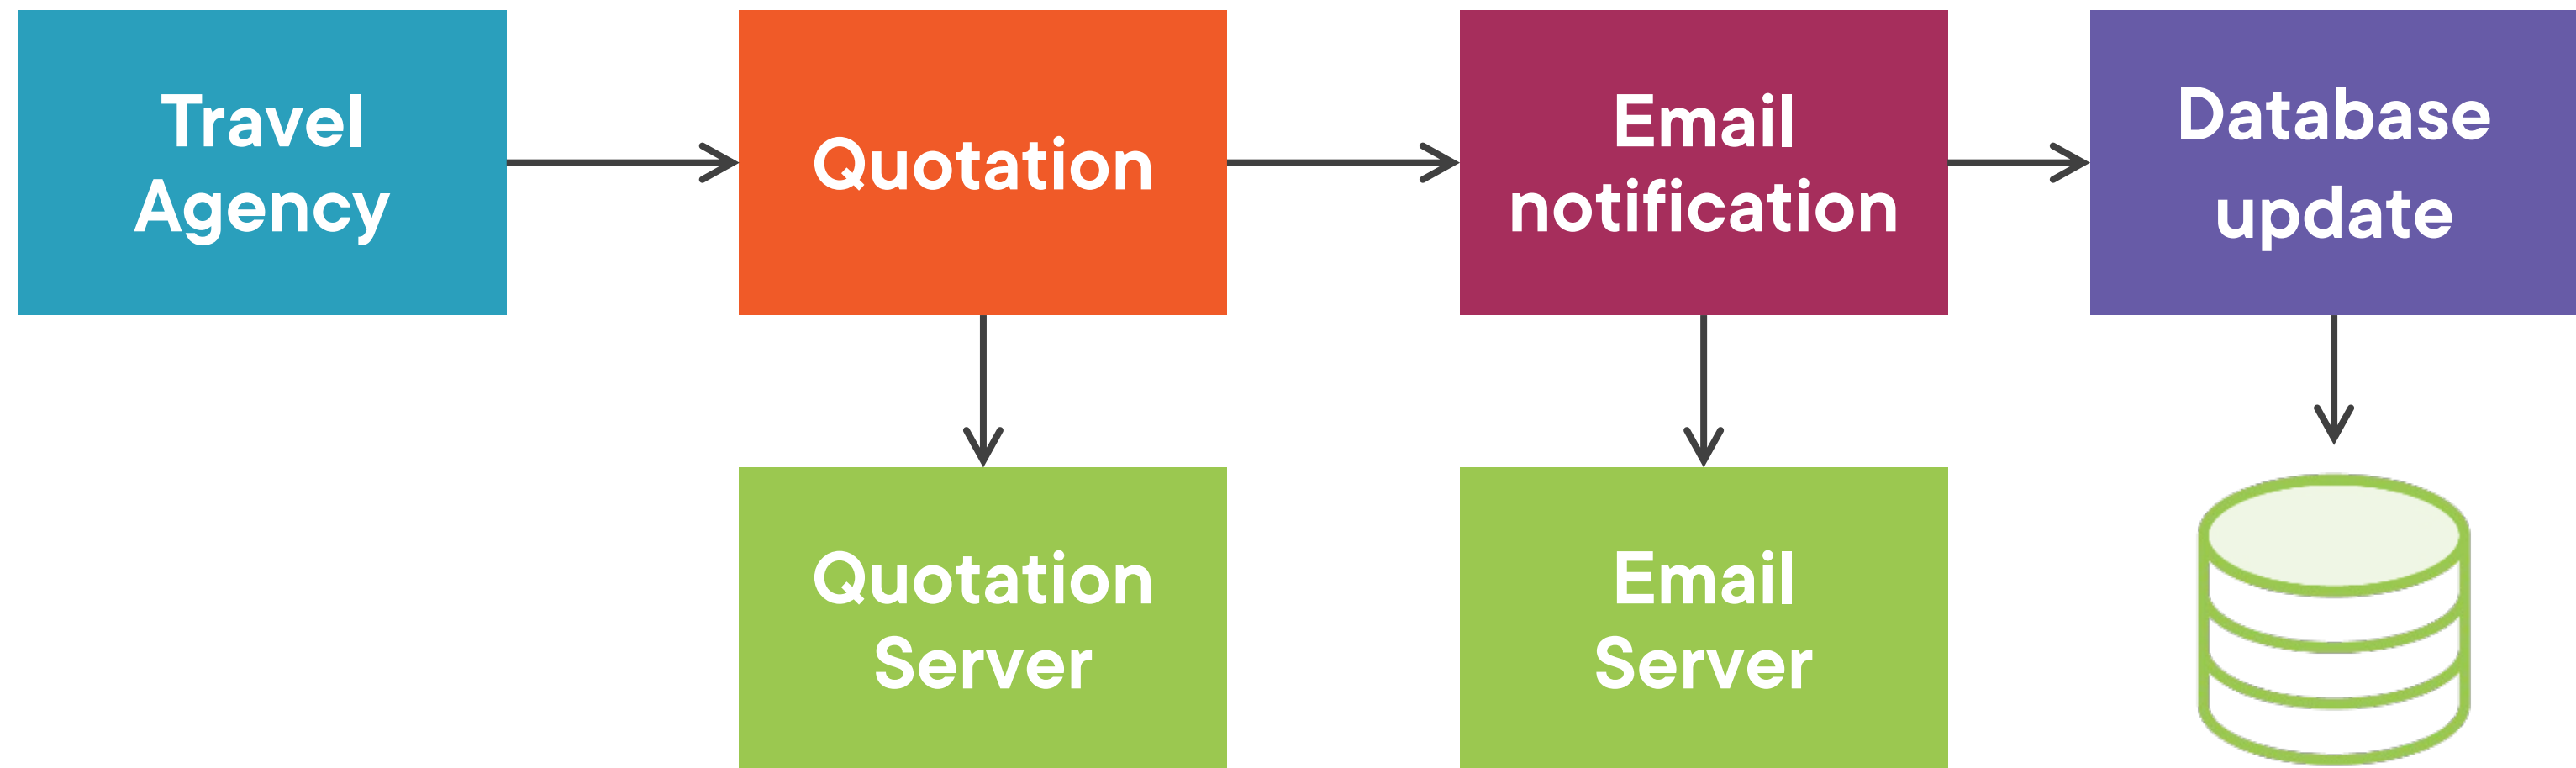 Travel
Agency
Quotation
Email
notification
Database
update
Quotation
Server
Email
Server